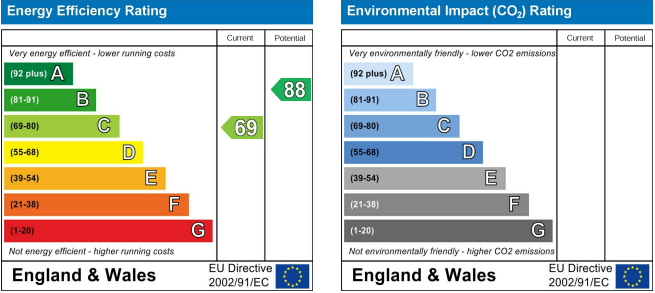 Energy Efficiency Rating
Current Potential
Very energy efficient - lower running costs
(92 plus) A
(81-91) B
(69-80) C
(55-68) D
(39-54) E
(21-38) F
(1-20) G
69
88
Not energy efficient - higher running costs
England & Wales
EU Directive
2002/91/EC
Environmental Impact (CO2) Rating
Current Potential
Very environmentally friendly - lower CO2 emissions
(92 plus) A
(81-91) B
(69-80) C
(55-68) D
(39-54) E
(21-38) F
(1-20) G
Not environmentally friendly - higher CO2 emissions
England & Wales
EU Directive
2002/91/EC